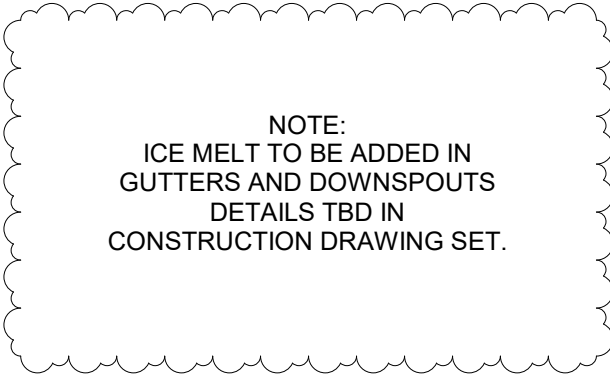 NOTE:
ICE MELT TO BE ADDED IN
GUTTERS AND DOWNSPOUTS
DETAILS TBD IN
CONSTRUCTION DRAWING SET.